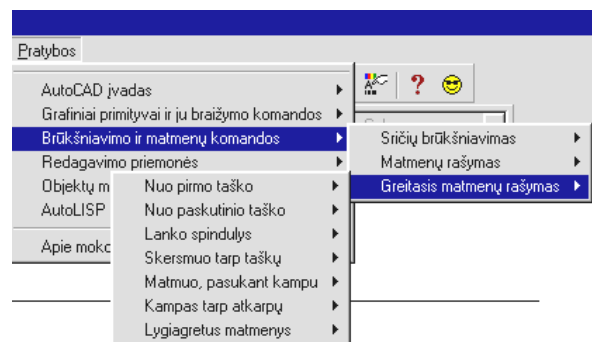 Pratybos
AutoCAD įvadas
Grafiniai primityvai ir ju braižymo komandos
Brūkšniavimo ir matmenų komandos
Redagavimo priemonės
Objektų m
AutoLISP
Apie moko
Sričių brūkšniavimas
Matmenų rašymas
Greitasis matmenų rašymas
Nuo pirmo taško
Nuo paskutinio taško
Lanko spindulys
Skersmuo tarp taškų
Matmuo, pasukant kampu
Kampas tarp atkarpų
Lygiagretus matmenys